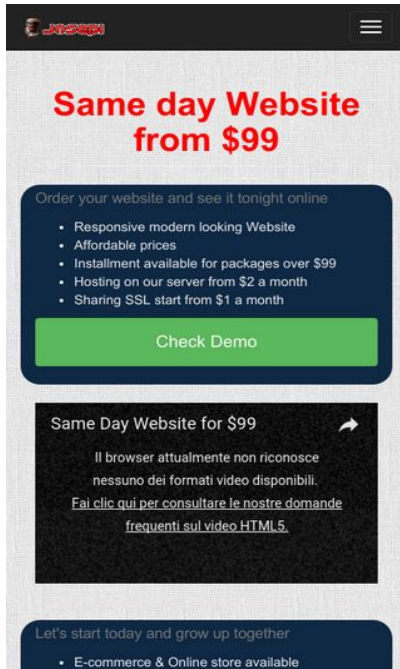 Same day Website
from $99
Order your website and see it tonight online
Responsive modern looking Website
Affordable prices
Installment available for packages over $99
Hosting on our server from $2 a month
Sharing SSL start from $1 a month
Check Demo
Same Day Website for $99
Il browser attualmente non riconosce
nessuno dei formati video disponibili.
Fai clic qui per consultare le nostre domande
frequenti sul video HTML5.
Let's start today and grow up together
E-commerce & Online store available